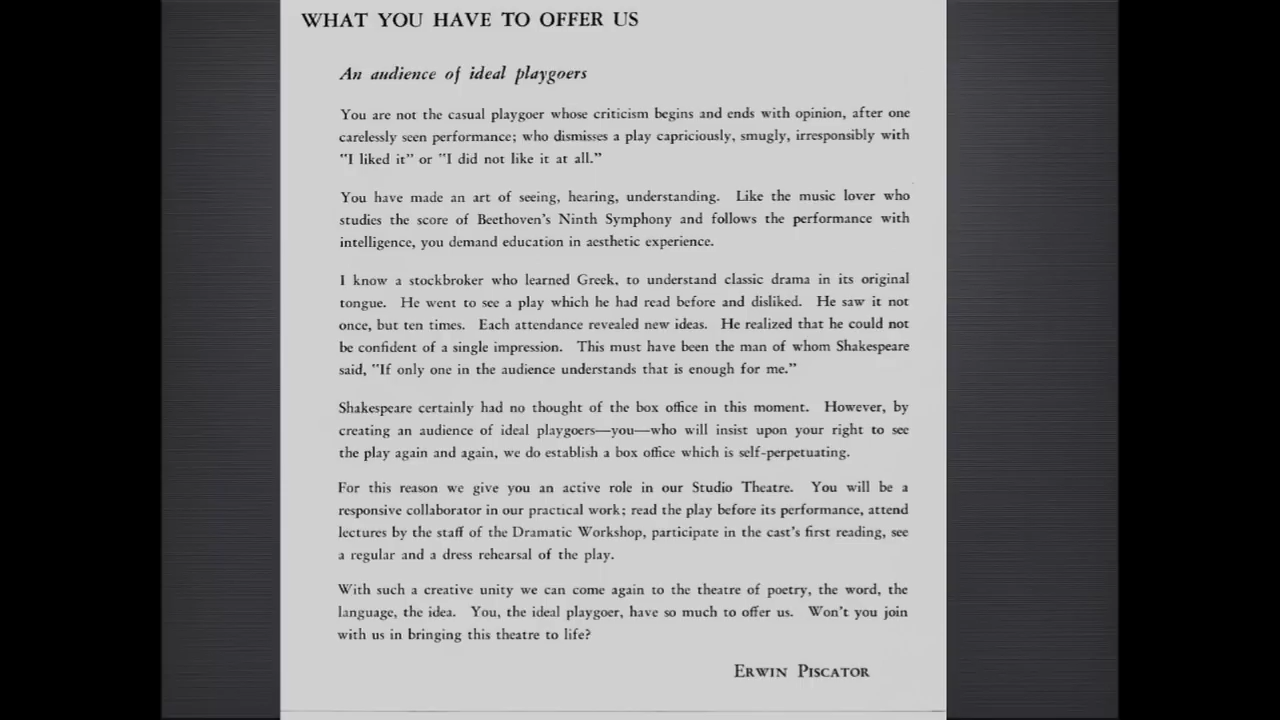 WHAT YOU HAVE TO OFFER US
An audience of ideal playgoers
You are not the casual playgoer whose criticism begins and ends with opinion, after one
carelessly seen performance; who dismisses a play capriciously, smugly, irresponsibly with
"I liked it" or "I did not like it at all."
You have made an art of seeing, hearing, understanding. Like the music lover who
studies the score of Beethoven's Ninth Symphony and follows the performance with
intelligence, you demand education in aesthetic experience.
I know a stockbroker who learned Greek, to understand classic drama in its original
tongue. He went to see a play which he had read before and disliked. He saw it not
once, but ten times. Each attendance revealed new ideas. He realized that he could not
be confident of a single impression. This must have been the man of whom Shakespeare
said, "If only one in the audience understands that is enough for me."
Shakespeare certainly had no thought of the box office in this moment. However, by
creating an audience of ideal playgoers—you—who will insist upon your right to see
the play again and again, we do establish a box office which is self-perpetuating.
For this reason we give you an active role in our Studio Theatre. You will be a
responsive collaborator in our practical work; read the play before its performance, attend
lectures by the staff of the Dramatic Workshop, participate in the cast's first reading, see
a regular and a dress rehearsal of the play.
With such a creative unity we can come again to the theatre of poetry, the word, the
language, the idea. You, the ideal playgoer, have so much to offer us. Won't you join
with us in bringing this theatre to life?
ERWIN PISCATOR